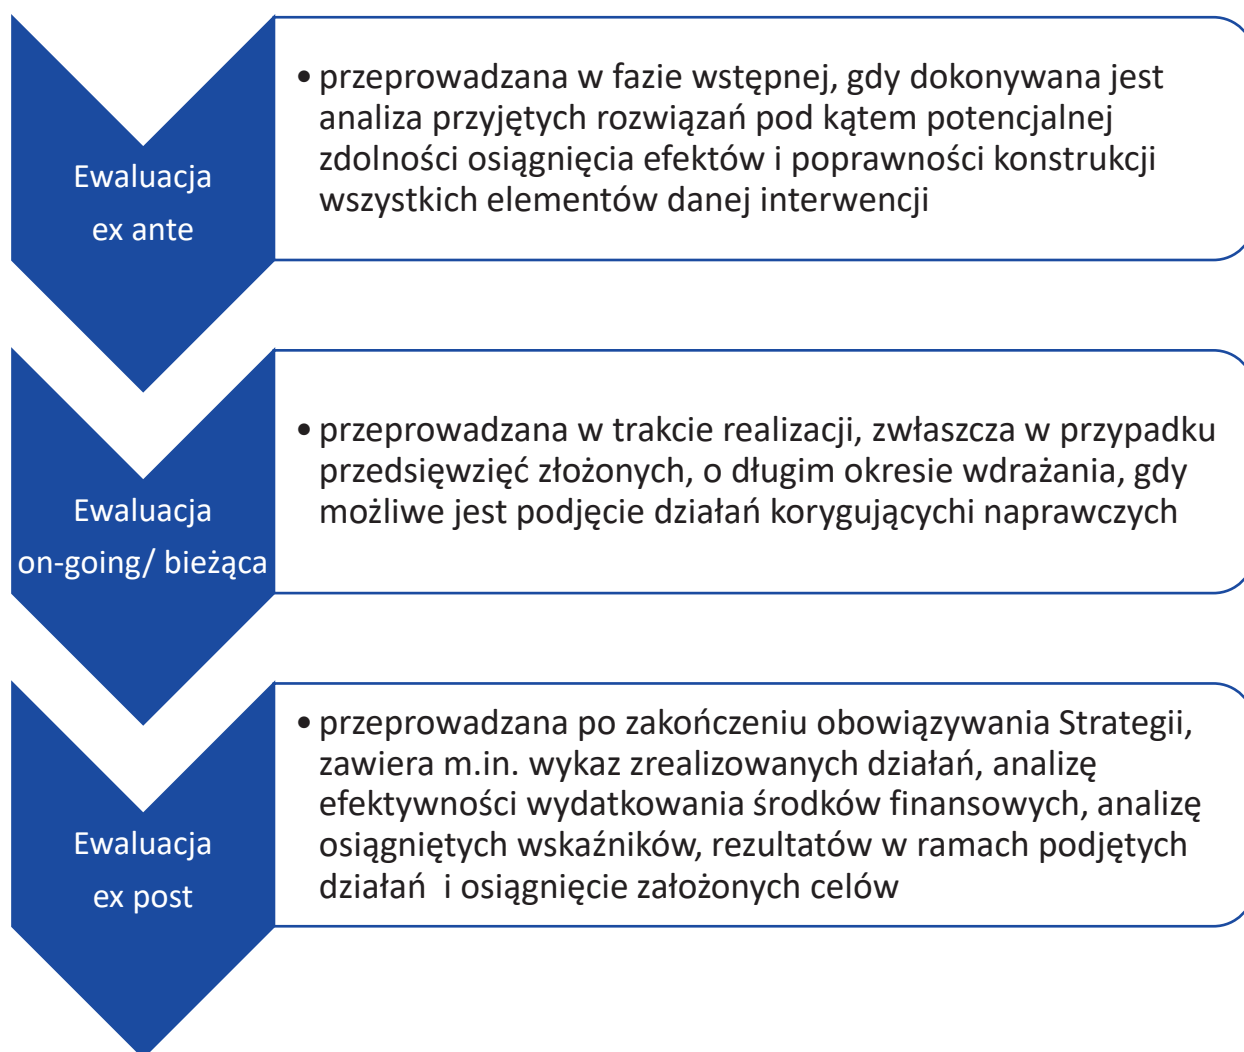 Ewaluacja
ex ante
• przeprowadzana w fazie wstępnej, gdy dokonywana jest
analiza przyjętych rozwiązań pod kątem potencjalnej
zdolności osiągnięcia efektów i poprawności konstrukcji
wszystkich elementów danej interwencji
Ewaluacja
on-going/ bieżąca
• przeprowadzana w trakcie realizacji, zwłaszcza w przypadku
przedsięwzięć złożonych, o długim okresie wdrażania, gdy
możliwe jest podjęcie działań korygującychi naprawczych
Ewaluacja
ex post
• przeprowadzana po zakończeniu obowiązywania Strategii,
zawiera m.in. wykaz zrealizowanych działań, analizę
efektywności wydatkowania środków finansowych, analizę
osiągniętych wskaźników, rezultatów w ramach podjętych
działań  i osiągnięcie założonych celów